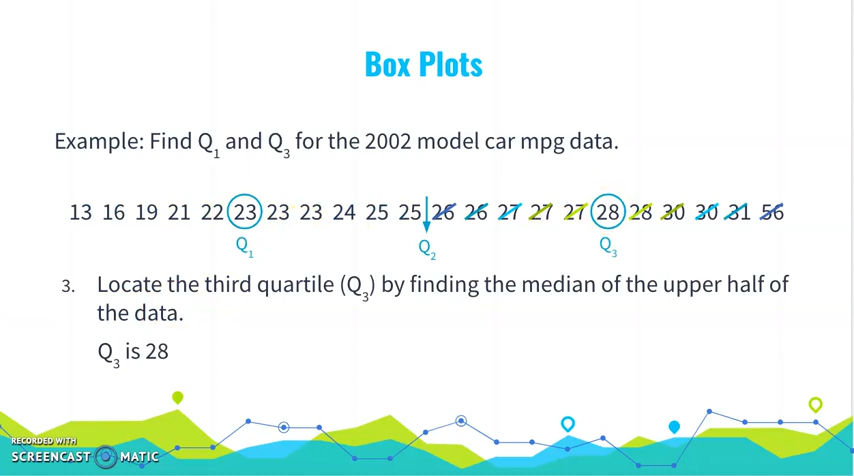 Box Plots
Example: Find Q1 and Q3 for the 2002 model car mpg data.
13 16 19 21 22 23 23 23 24 25 25 26 26 27 27 27 28 28 30 30 31 56
Q1 Q2 Q3
3. Locate the third quartile (Q3) by finding the median of the upper half of
the data.
Q3 is 28
RECORDED WITH
SCREENCAST MATIC